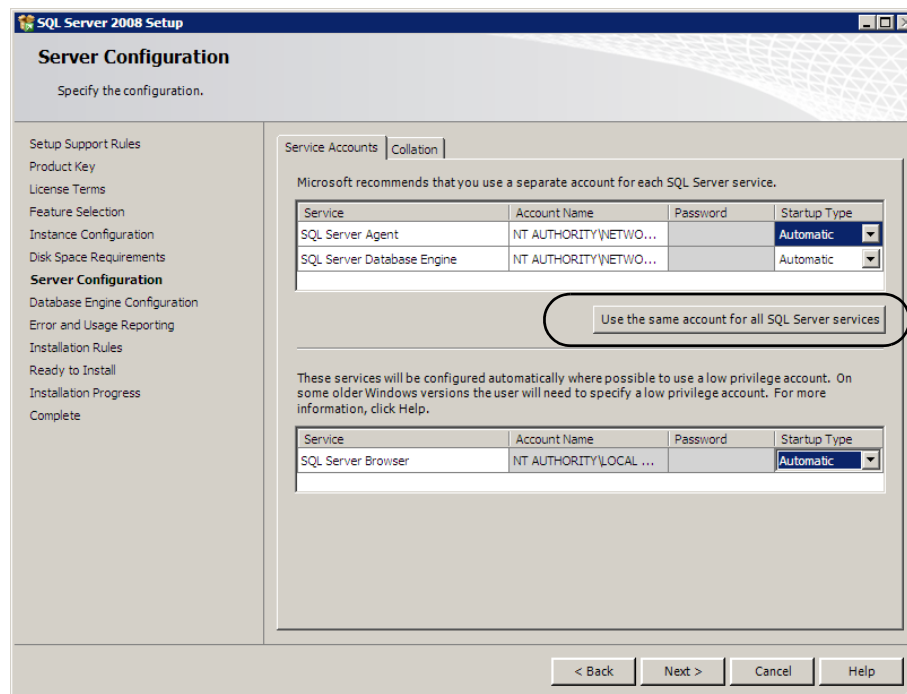 SQL Server 2008 Setup
Server Configuration
Specify the configuration.
Setup Support Rules
Product Key
License Terms
Feature Selection
Instance Configuration
Disk Space Requirements
Server Configuration
Database Engine Configuration
Error and Usage Reporting
Installation Rules
Ready to Install
Installation Progress
Complete
Service Accounts Collation
Microsoft recommends that you use a separate account for each SQL Server service.
Service Account Name Password Startup Type
SQL Server Agent NT AUTHORITY\NETWO... Automatic
SQL Server Database Engine NT AUTHORITY\NETWO... Automatic
Use the same account for all SQL Server services
These services will be configured automatically where possible to use a low privilege account. On
some older Windows versions the user will need to specify a low privilege account. For more
information, click Help.
Service Account Name Password Startup Type
SQL Server Browser NT AUTHORITY\LOCAL ... Automatic
< Back Next > Cancel Help